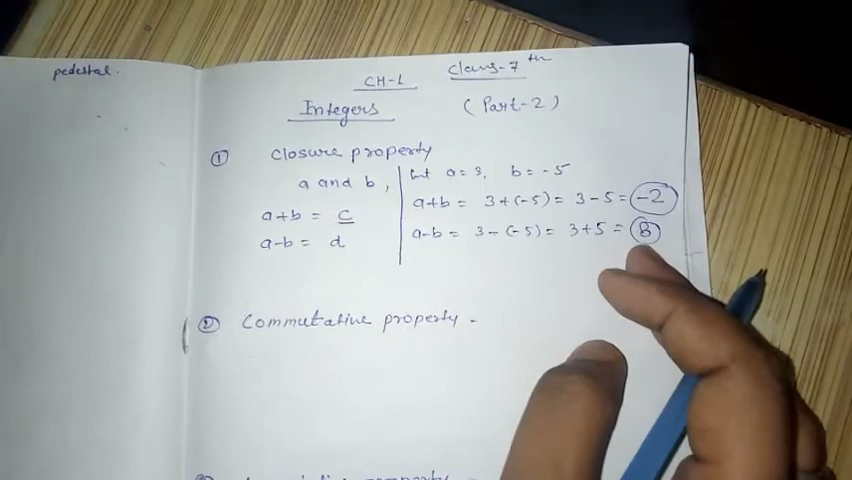 pedestal.
CH-1 Class-7th
Integers (Part-2)
① Closure property
a and b,
a+b = c
a-b = d
let a=3, b=-5
a+b = 3+(-5)= 3-5= -2
a-b = 3-(-5)= 3+5= 8
② Commutative property.
property